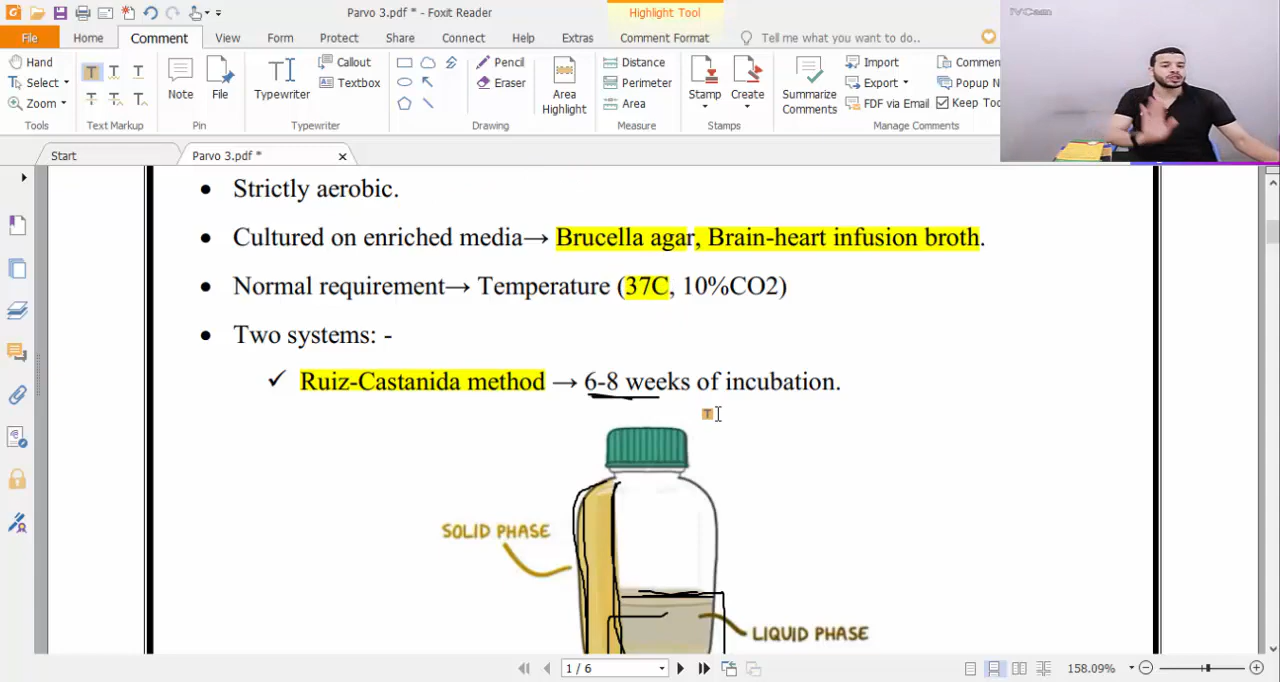 Parvo 3.pdf * - Foxit Reader
Highlight Tool
iVCam
File Home Comment View Form Protect Share Connect Help Extras Comment Format Tell me what you want to do..
Hand
Select
Zoom
Tools
Text Markup
Note
File
Pin
Typewriter
Callout
Textbox
Typewriter
Pencil
Eraser
Drawing
Area Highlight
Distance
Perimeter
Area
Measure
Stamp
Create
Stamps
Summarize Comments
Import
Export
FDF via Email
Commen
Popup N
Keep Too
Manage Comments
Start
Parvo 3.pdf *
• Strictly aerobic.
• Cultured on enriched media→ Brucella agar, Brain-heart infusion broth.
• Normal requirement→ Temperature (37C, 10%CO2)
• Two systems: -
✓ Ruiz-Castanida method → 6-8 weeks of incubation.
SOLID PHASE
LIQUID PHASE
1 / 6
158.09%